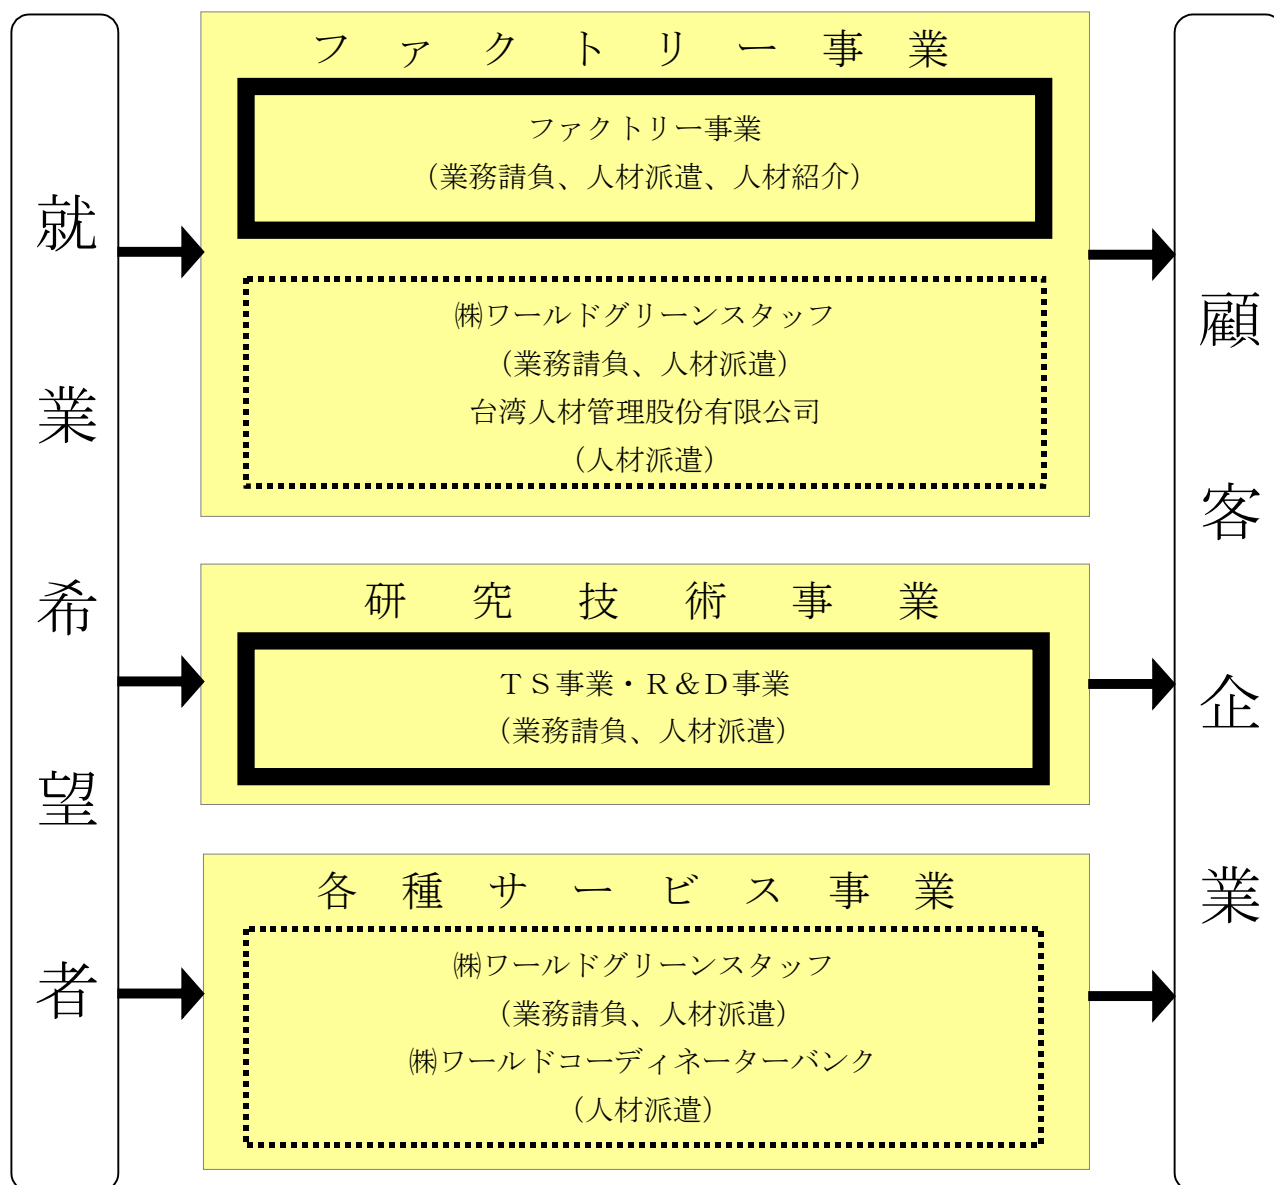 就業希望者
ファクトリー事業
ファクトリー事業
(業務請負、人材派遣、人材紹介)
㈱ワールドグリーンスタッフ
(業務請負、人材派遣)
台湾人材管理股份有限公司
(人材派遣)
研究技術事業
ＴＳ事業・Ｒ＆Ｄ事業
(業務請負、人材派遣)
各種サービス事業
㈱ワールドグリーンスタッフ
(業務請負、人材派遣)
㈱ワールドコーディネーターバンク
(人材派遣)
顧客企業